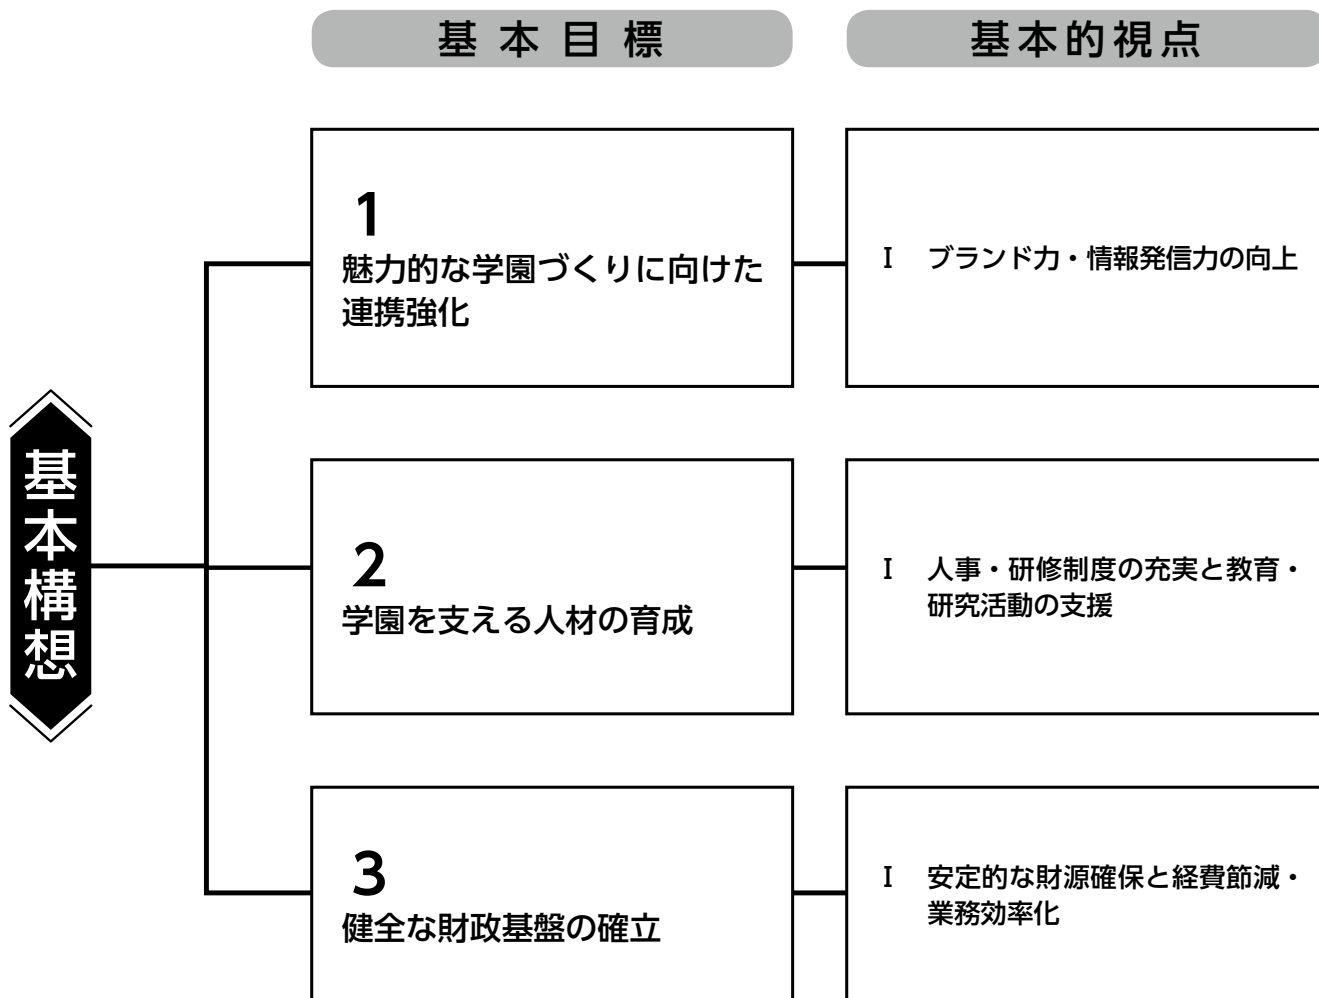 基本目標
基本的視点
基本構想
1
魅力的な学園づくりに向けた
連携強化
Ⅰ ブランド力・情報発信力の向上
2
学園を支える人材の育成
Ⅰ 人事・研修制度の充実と教育・
研究活動の支援
3
健全な財政基盤の確立
Ⅰ 安定的な財源確保と経費節減・
業務効率化